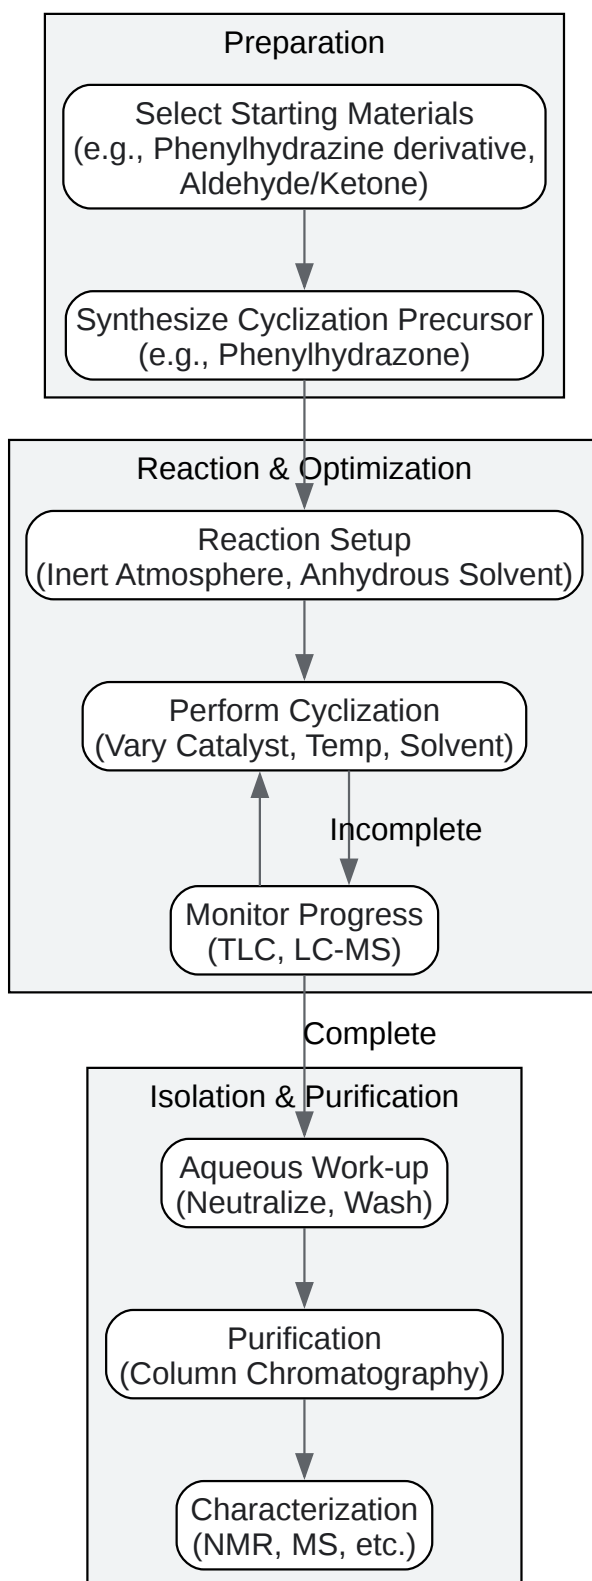 Preparation
Select Starting Materials
(e.g., Phenylhydrazine derivative,
Aldehyde/Ketone)
Synthesize Cyclization Precursor
(e.g., Phenylhydrazone)
Reaction & Optimization
Reaction Setup
(Inert Atmosphere, Anhydrous Solvent)
Perform Cyclization
(Vary Catalyst, Temp, Solvent)
Incomplete
Monitor Progress
(TLC, LC-MS)
Complete
Isolation & Purification
Aqueous Work-up
(Neutralize, Wash)
Purification
(Column Chromatography)
Characterization
(NMR, MS, etc.)